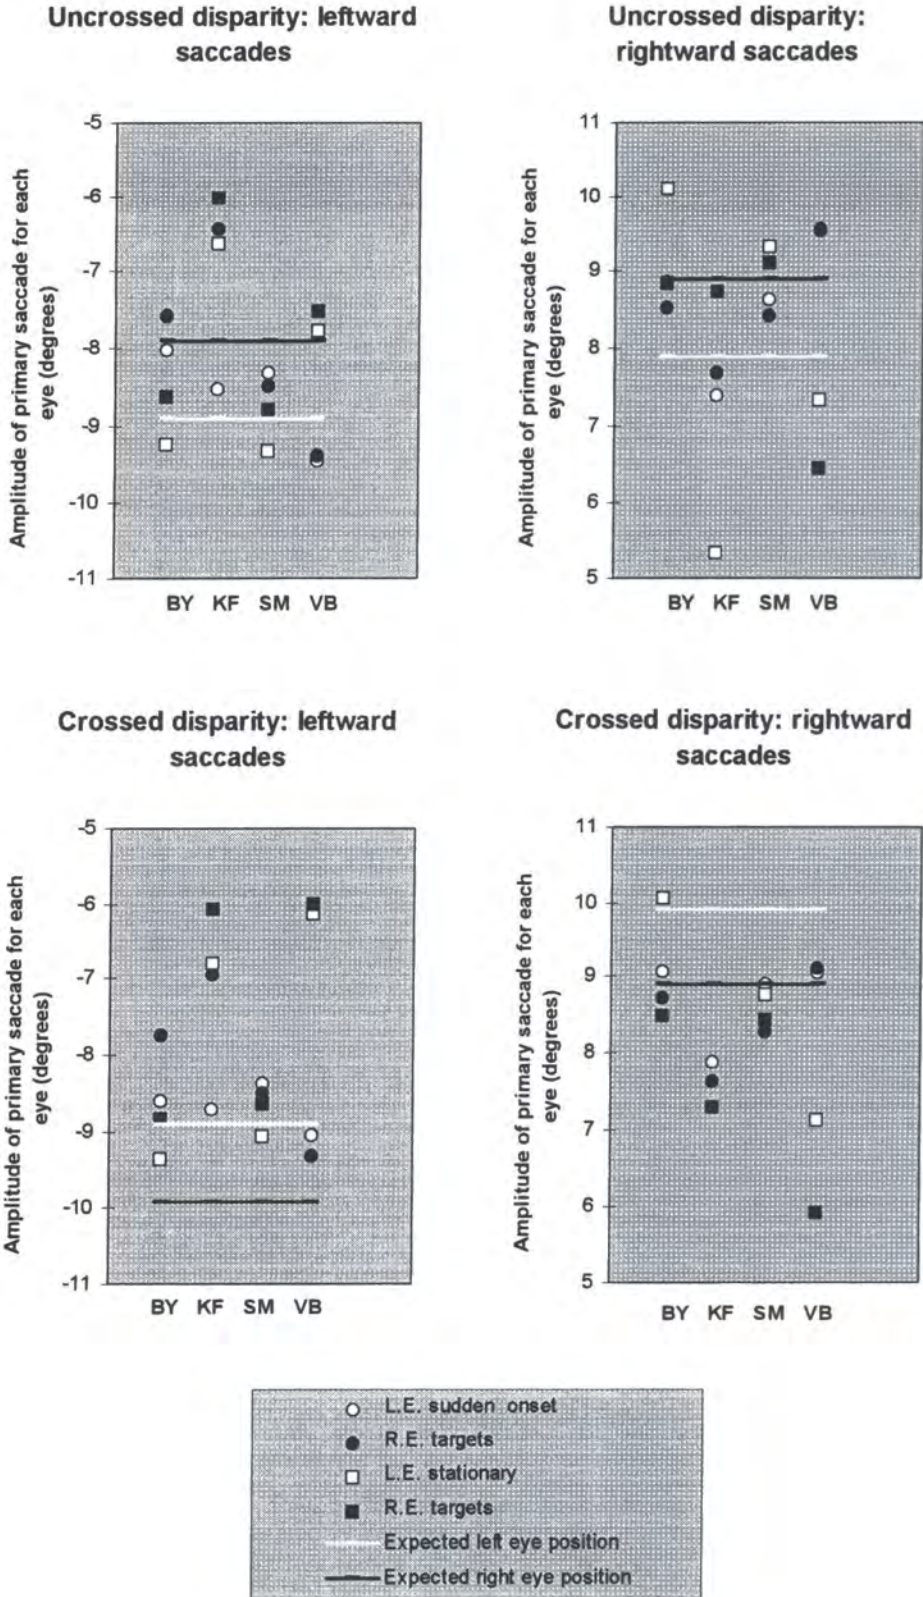 Uncrossed disparity: leftward
saccades
Amplitude of primary saccade for each
eye (degrees)
-5
-6
-7
-8
-9
-10
-11
BY KF SM VB
Uncrossed disparity:
rightward saccades
Amplitude of primary saccade for each
eye (degrees)
11
10
9
8
7
6
5
BY KF SM VB
Crossed disparity: leftward
saccades
Amplitude of primary saccade for each
eye (degrees)
-5
-6
-7
-8
-9
-10
-11
BY KF SM VB
Crossed disparity: rightward
saccades
Amplitude of primary saccade for each
eye (degrees)
11
10
9
8
7
6
5
BY KF SM VB
L.E. sudden onset
R.E. targets
L.E. stationary
R.E. targets
Expected left eye position
Expected right eye position